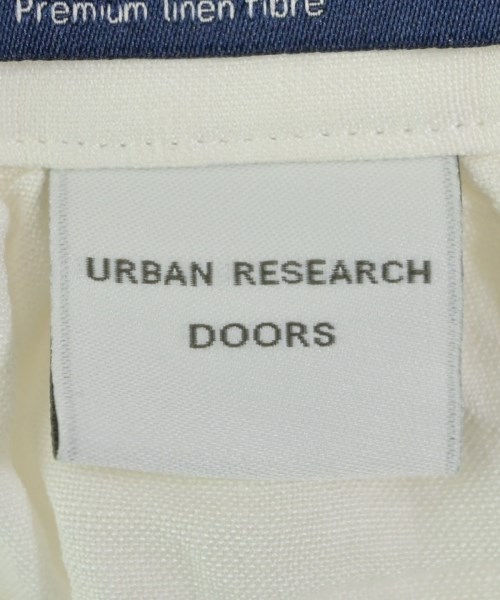 Premium linen fibre
URBAN RESEARCH
DOORS